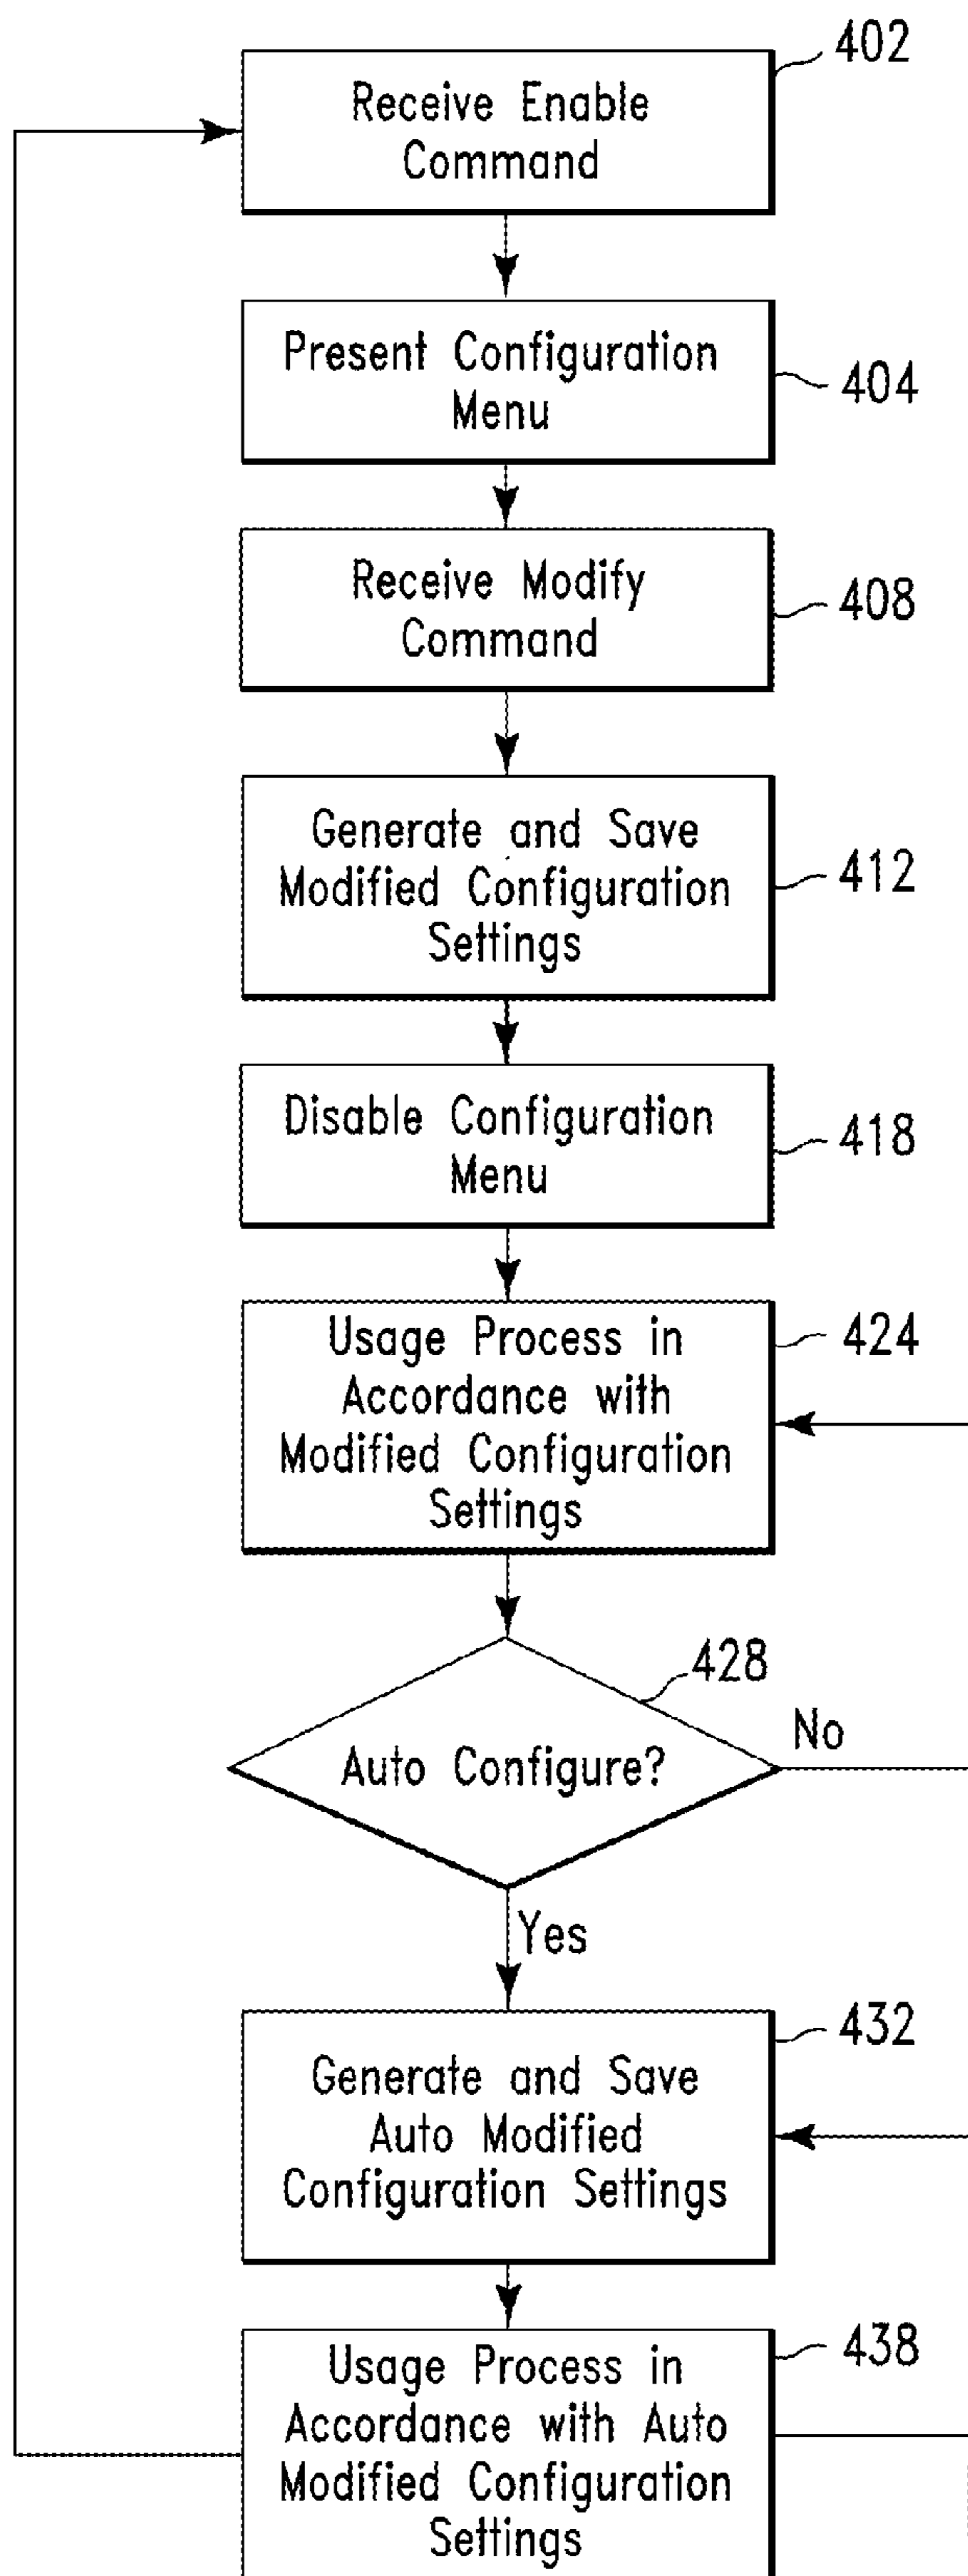 402
Receive Enable
Command
Present Configuration
Menu
404
Receive Modify
Command
408
Generate and Save
Modified Configuration
Settings
412
Disable Configuration
Menu
418
Usage Process in
Accordance with
Modified Configuration
Settings
424
428
Auto Configure?
No
Yes
432
Generate and Save
Auto Modified
Configuration Settings
438
Usage Process in
Accordance with Auto
Modified Configuration
Settings